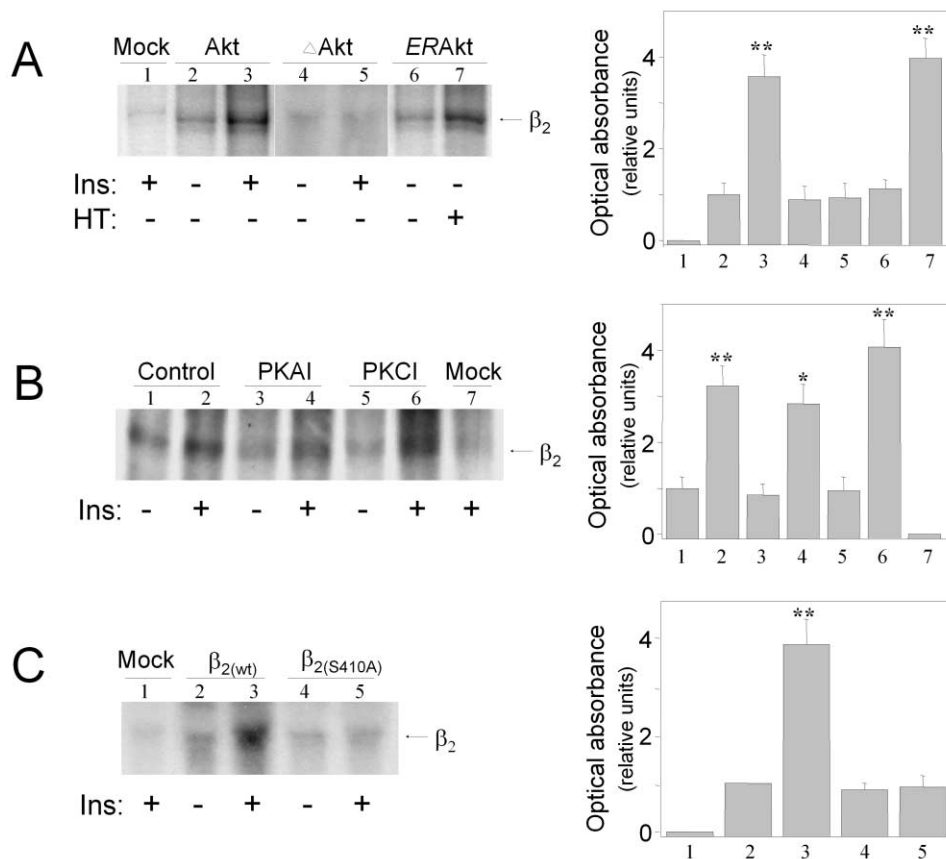 A
Mock Akt △Akt ERAkt
1 2 3 4 5 6 7
β2
Ins: + - + - + - -
HT: - - - - - - +
Optical absorbance
(relative units)
4
2
0
** **
1 2 3 4 5 6 7
B
Control PKAI PKCI Mock
1 2 3 4 5 6 7
β2
Ins: - + - + - + +
Optical absorbance
(relative units)
4
2
0
** * **
1 2 3 4 5 6 7
C
Mock β2(wt) β2(S410A)
1 2 3 4 5
β2
Ins: + - + - +
Optical absorbance
(relative units)
4
2
0
**
1 2 3 4 5